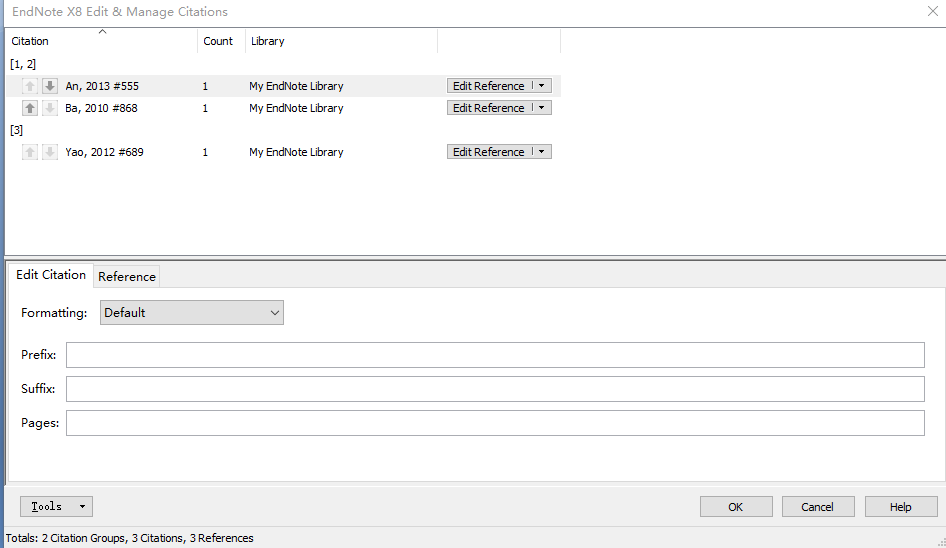 EndNote X8 Edit & Manage Citations
Citation Count Library
[1, 2]
An, 2013 #555 1 My EndNote Library Edit Reference
Ba, 2010 #868 1 My EndNote Library Edit Reference
[3]
Yao, 2012 #689 1 My EndNote Library Edit Reference
Edit Citation Reference
Formatting: Default
Prefix:
Suffix:
Pages:
Tools OK Cancel Help
Totals: 2 Citation Groups, 3 Citations, 3 References